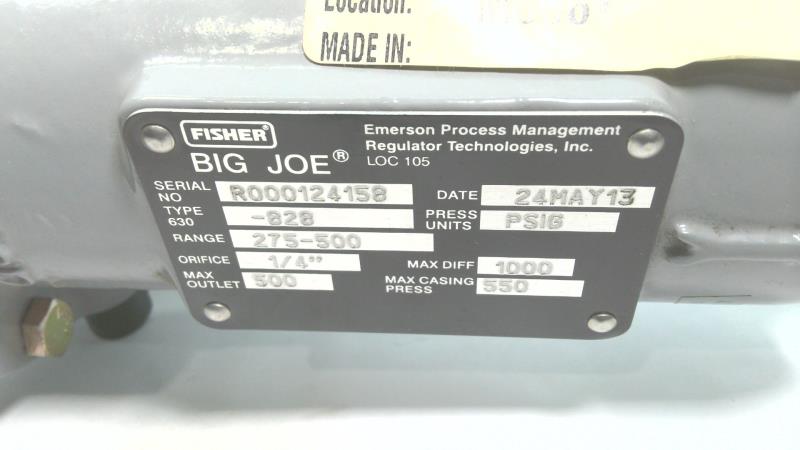 Location:
MADE IN:
FISHER®
BIG JOE®
Emerson Process Management
Regulator Technologies, Inc.
LOC 105
SERIAL NO R000124158 DATE 24MAY13
TYPE 630 -828 PRESS UNITS PSIG
RANGE 275-500
ORIFICE 1/4" MAX DIFF 1000
MAX OUTLET 500 MAX CASING PRESS 550